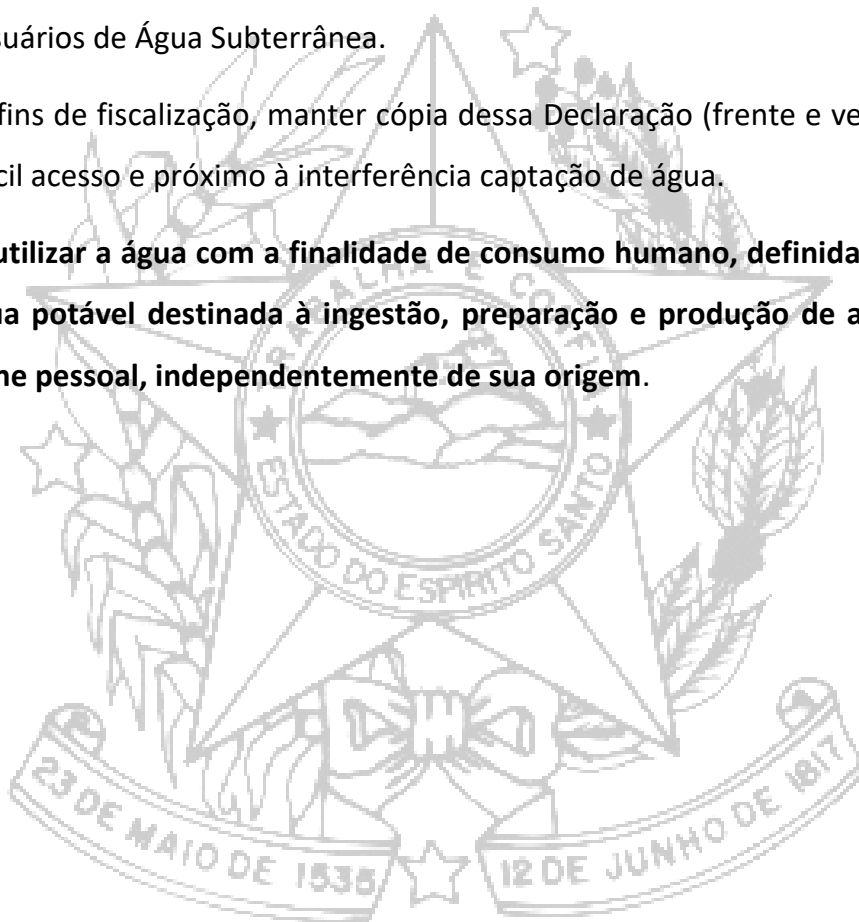 suários de Água Subterrânea.
fins de fiscalização, manter cópia dessa Declaração (frente e ve
cil acesso e próximo à interferência captação de água.
utilizar a água com a finalidade de consumo humano, definida
ua potável destinada à ingestão, preparação e produção de a
ne pessoal, independentemente de sua origem.
TRABALHA E CONFIA
ESTADO DO ESPIRITO SANTO
23 DE MAIO DE 1535
12 DE JUNHO DE 1817